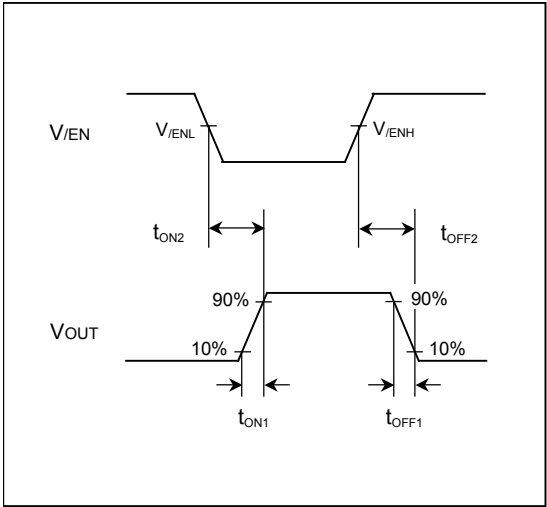 V/EN
V/ENL
V/ENH
tON2
tOFF2
90%
90%
VOUT
10%
10%
tON1
tOFF1